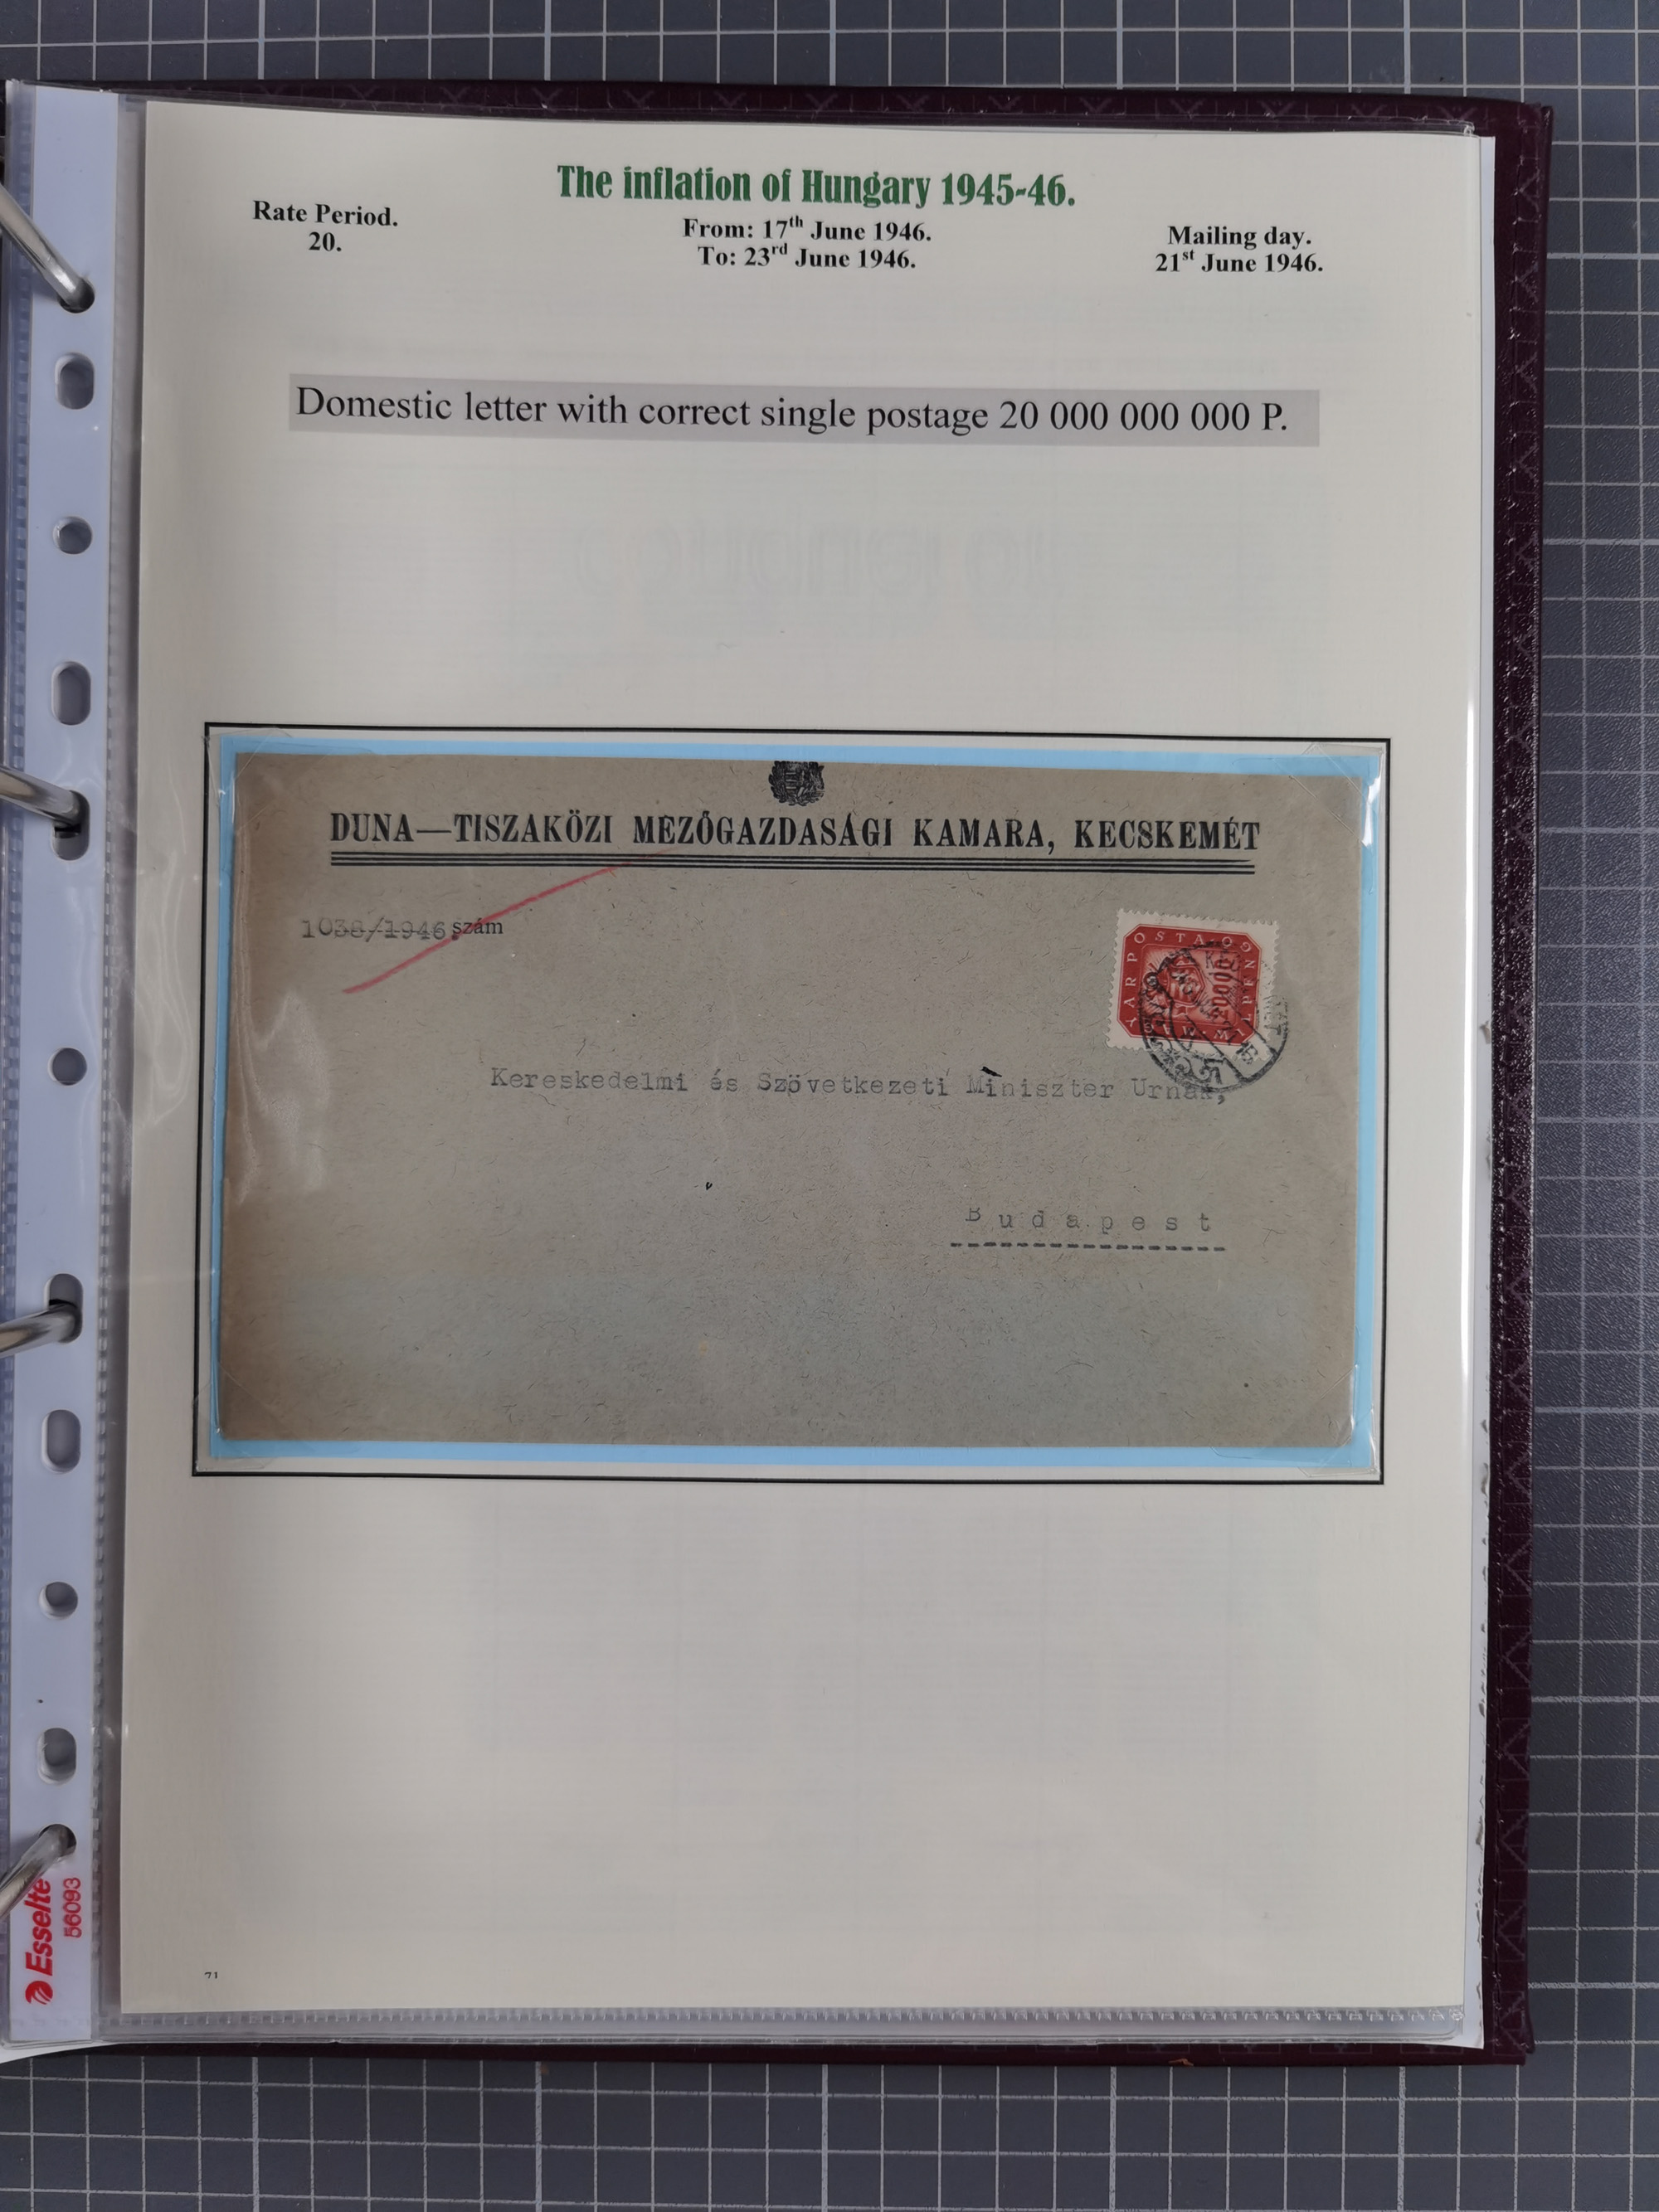 The inflation of Hungary 1945-46.
Rate Period.
20.
From: 17th June 1946.
To: 23rd June 1946.
Mailing day.
21st June 1946.
Domestic letter with correct single postage 20 000 000 000 P.
DUNA—TISZAKÖZI MEZŐGAZDASÁGI KAMARA, KECSKEMÉT
1038/1946. szám
Kereskedelmi és Szövetkezeti Miniszter Urnak,
Budapest
71
Esselte
56093